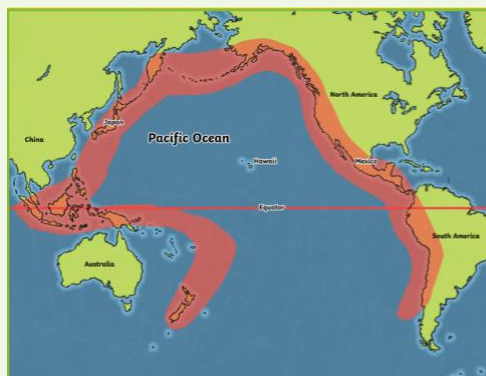 North America
China
Japan
Pacific Ocean
Hawaii
Mexico
Equator
South America
Australia